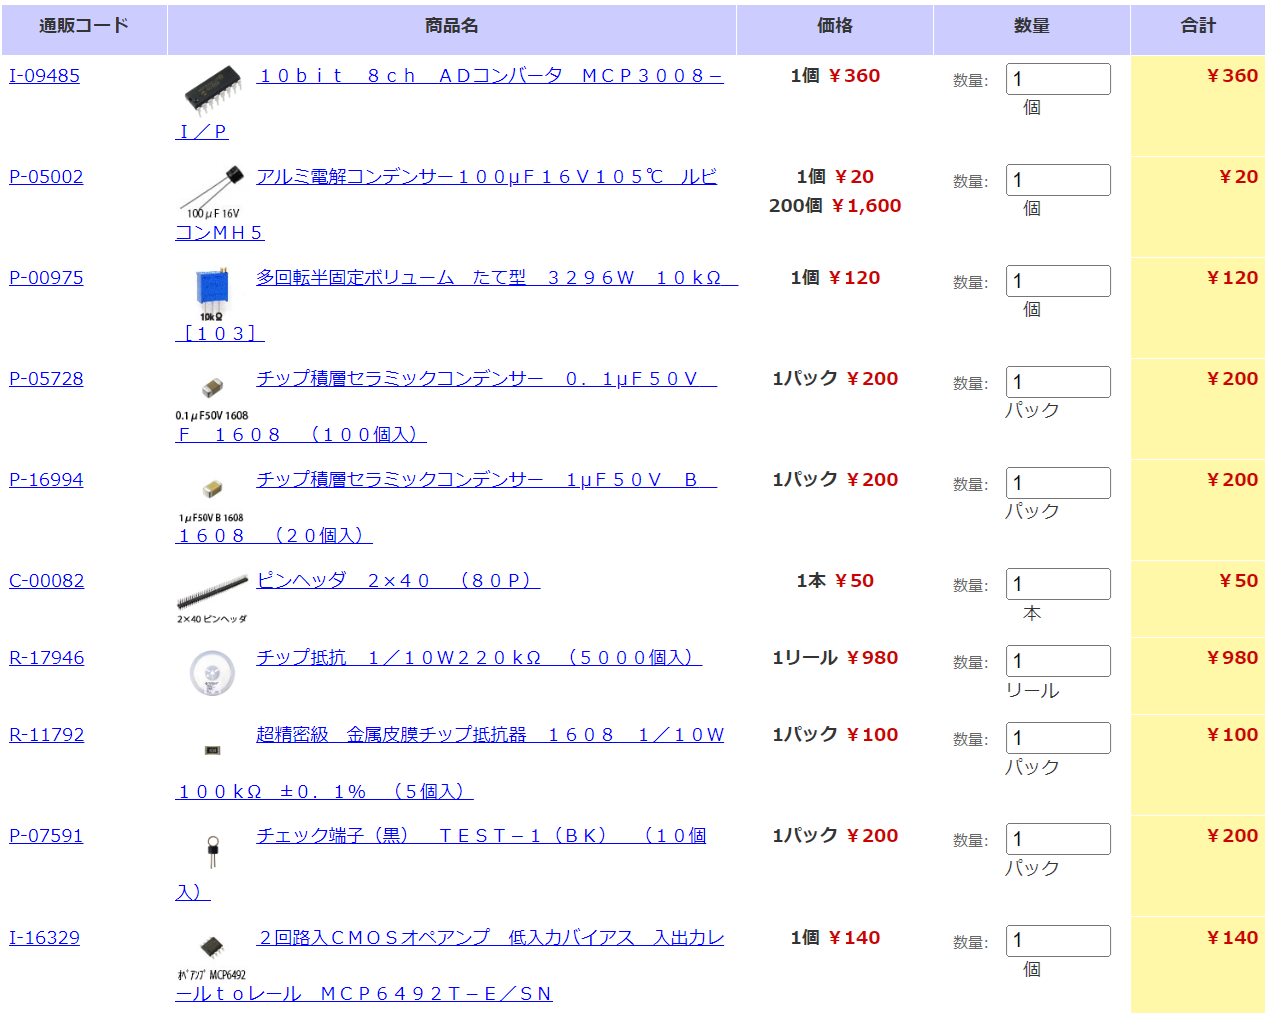 通販コード 商品名 価格 数量 合計
I-09485 １０ｂｉｔ　８ｃｈ　ＡＤコンバータ　ＭＣＰ３００８－ 1個 ￥360 数量: 1 ￥360
Ｉ／Ｐ 個
P-05002 アルミ電解コンデンサー１００μＦ１６Ｖ１０５℃　ルビ 1個 ￥20 数量: 1 ￥20
100μF 16V 200個 ￥1,600 個
コンＭＨ５
P-00975 多回転半固定ボリューム　たて型　３２９６Ｗ　１０ｋΩ 1個 ￥120 数量: 1 ￥120
10kΩ 個
［１０３］
P-05728 チップ積層セラミックコンデンサー　０．１μＦ５０Ｖ 1パック ￥200 数量: 1 ￥200
0.1μF50V 1608 パック
Ｆ　１６０８　（１００個入）
P-16994 チップ積層セラミックコンデンサー　１μＦ５０Ｖ　Ｂ 1パック ￥200 数量: 1 ￥200
1μF50V B 1608 パック
１６０８　（２０個入）
C-00082 ピンヘッダ　２×４０　（８０Ｐ） 1本 ￥50 数量: 1 ￥50
2×40 ピンヘッダ 本
R-17946 チップ抵抗　１／１０Ｗ２２０ｋΩ　（５０００個入） 1リール ￥980 数量: 1 ￥980
リール
R-11792 超精密級　金属皮膜チップ抵抗器　１６０８　１／１０Ｗ 1パック ￥100 数量: 1 ￥100
パック
１００ｋΩ　±０．１％　（５個入）
P-07591 チェック端子（黒）　ＴＥＳＴ－１（ＢＫ）　（１０個 1パック ￥200 数量: 1 ￥200
パック
入）
I-16329 ２回路入ＣＭＯＳオペアンプ　低入力バイアス　入出力レ 1個 ￥140 数量: 1 ￥140
ｵﾍﾟｱﾝﾌﾟ MCP6492 個
ールｔｏレール　ＭＣＰ６４９２Ｔ－Ｅ／ＳＮ